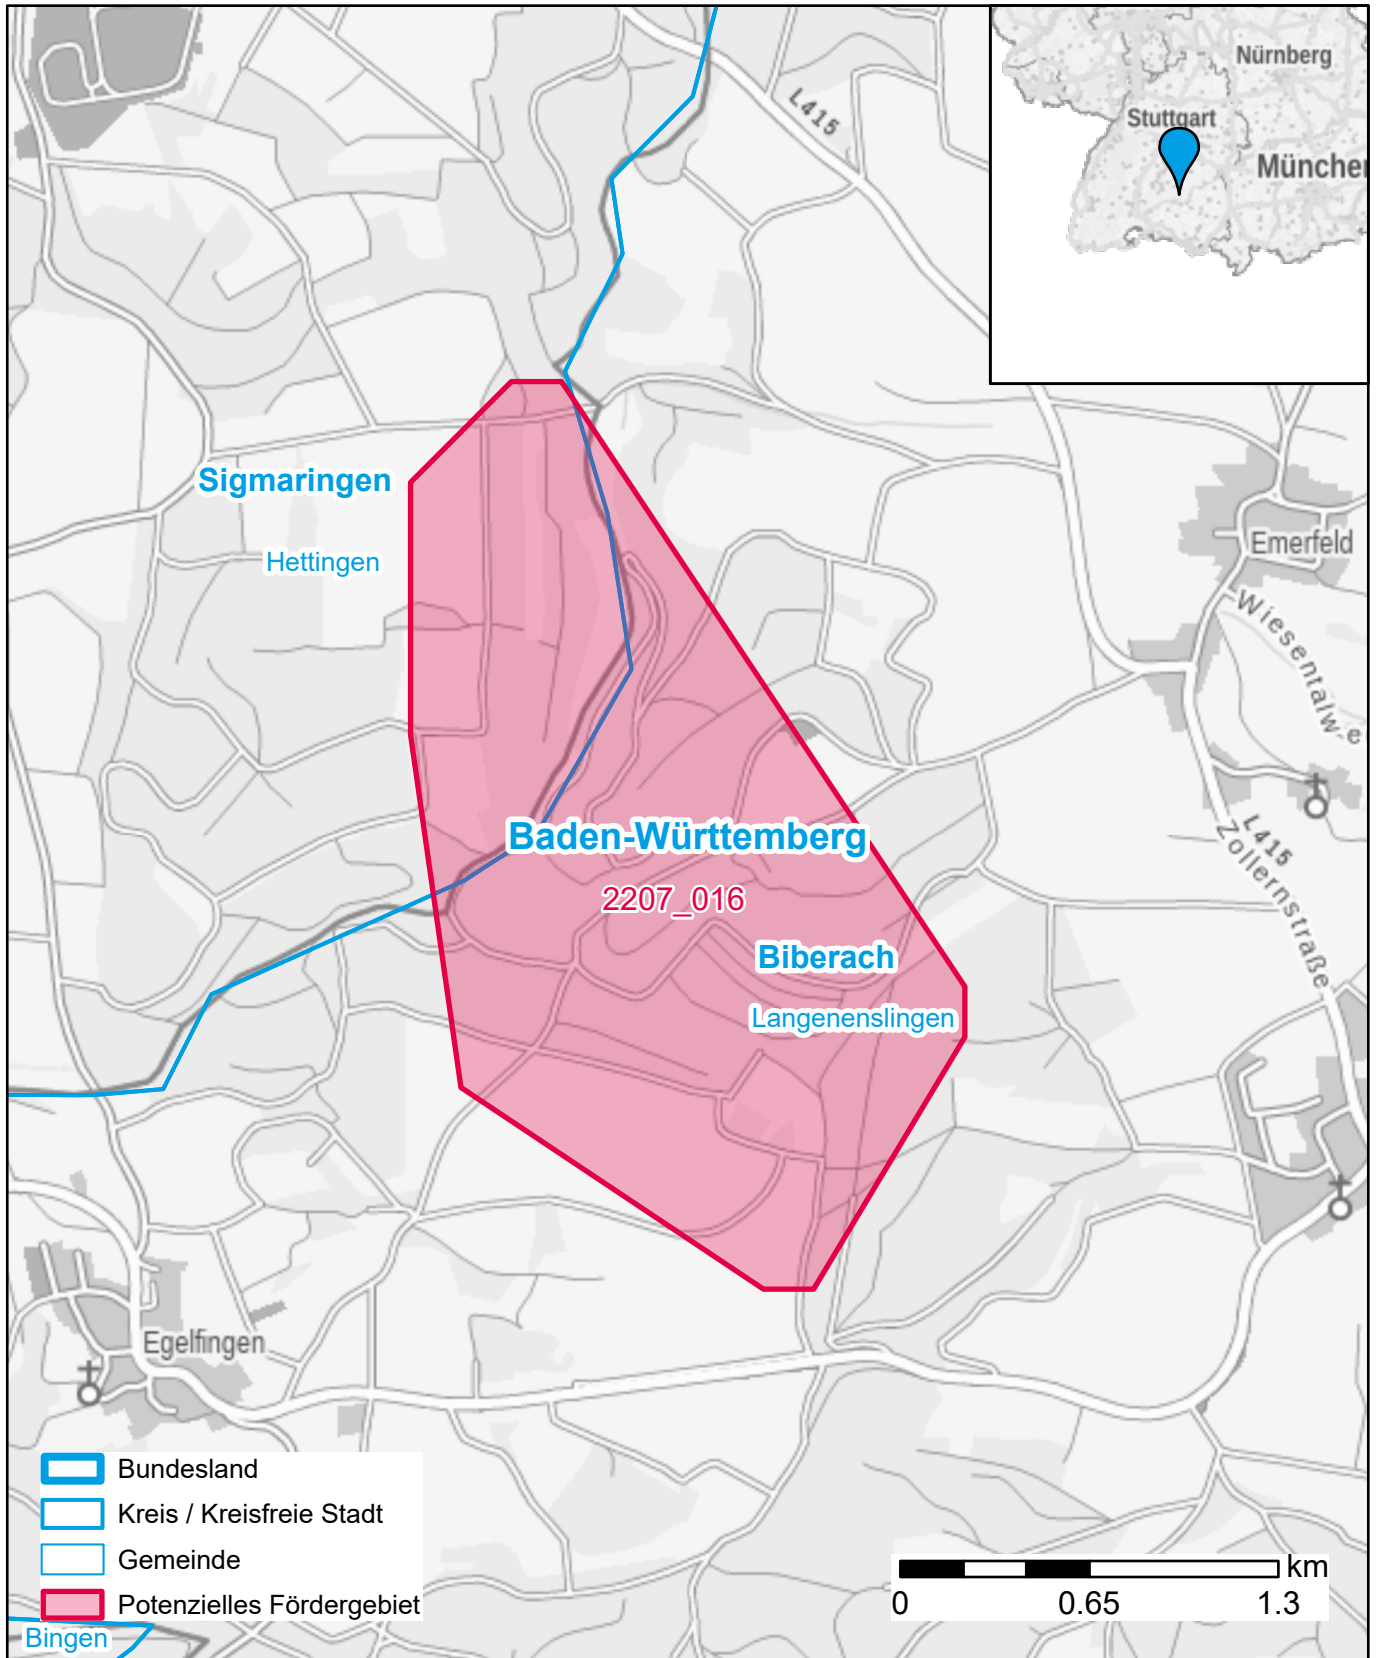 Nürnberg
Stuttgart
München
L415
Sigmaringen
Hettingen
Emerfeld
Wiesentalw
e
Baden-Württemberg
2207_016
Biberach
Langenenslingen
L415
Zollernstraße
Egelfingen
Bundesland
Kreis / Kreisfreie Stadt
Gemeinde
Potenzielles Fördergebiet
Bingen
km
0 0.65 1.3